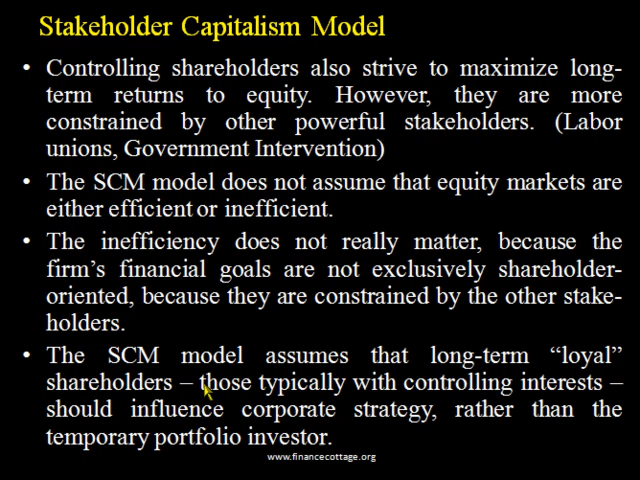 Stakeholder Capitalism Model
• Controlling shareholders also strive to maximize long-
term returns to equity. However, they are more
constrained by other powerful stakeholders. (Labor
unions, Government Intervention)
• The SCM model does not assume that equity markets are
either efficient or inefficient.
• The inefficiency does not really matter, because the
firm’s financial goals are not exclusively shareholder-
oriented, because they are constrained by the other stake-
holders.
• The SCM model assumes that long-term “loyal”
shareholders – those typically with controlling interests –
should influence corporate strategy, rather than the
temporary portfolio investor.
www.financecottage.org